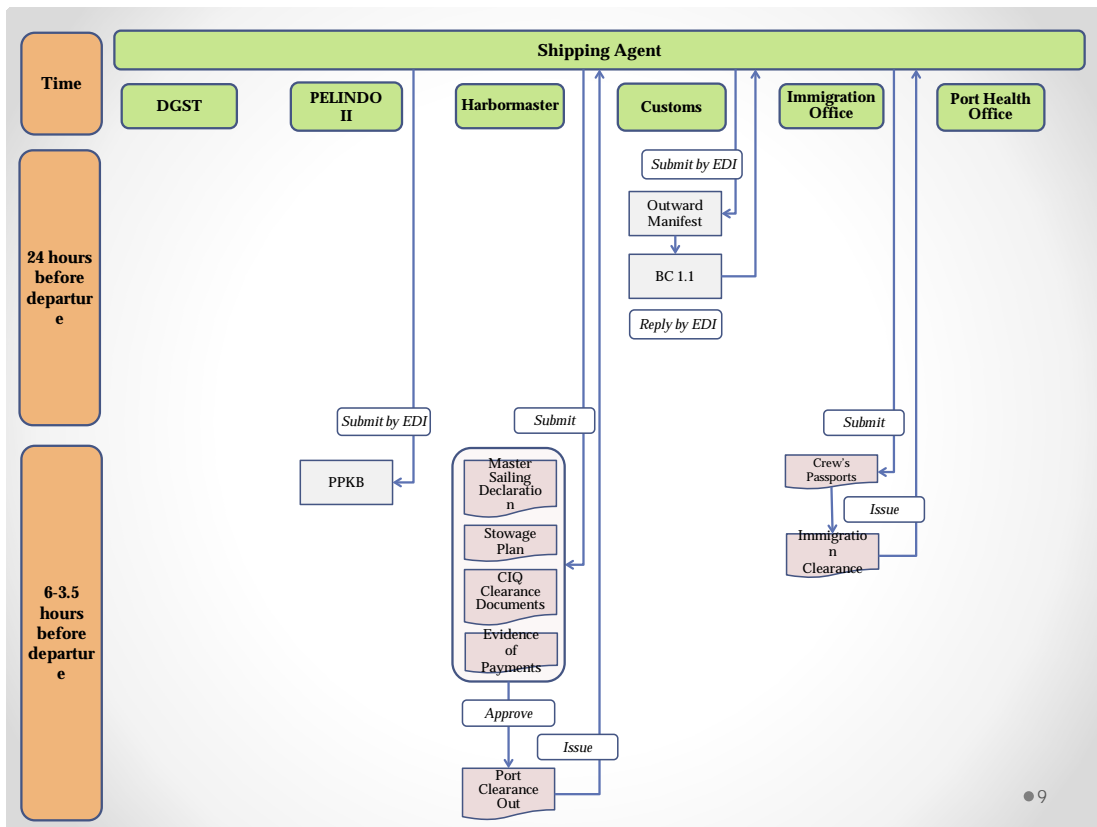 Shipping Agent
Time
DGST
PELINDO
II
Harbormaster
Customs
Immigration
Office
Port Health
Office
24 hours
before
departur
e
Submit by EDI
Outward
Manifest
BC 1.1
Reply by EDI
Submit by EDI
Submit
Submit
6-3.5
hours
before
departur
e
PPKB
Master
Sailing
Declaratio
n
Stowage
Plan
CIQ
Clearance
Documents
Evidence
of
Payments
Approve
Issue
Port
Clearance
Out
Crew's
Passports
Issue
Immigratio
n
Clearance
9